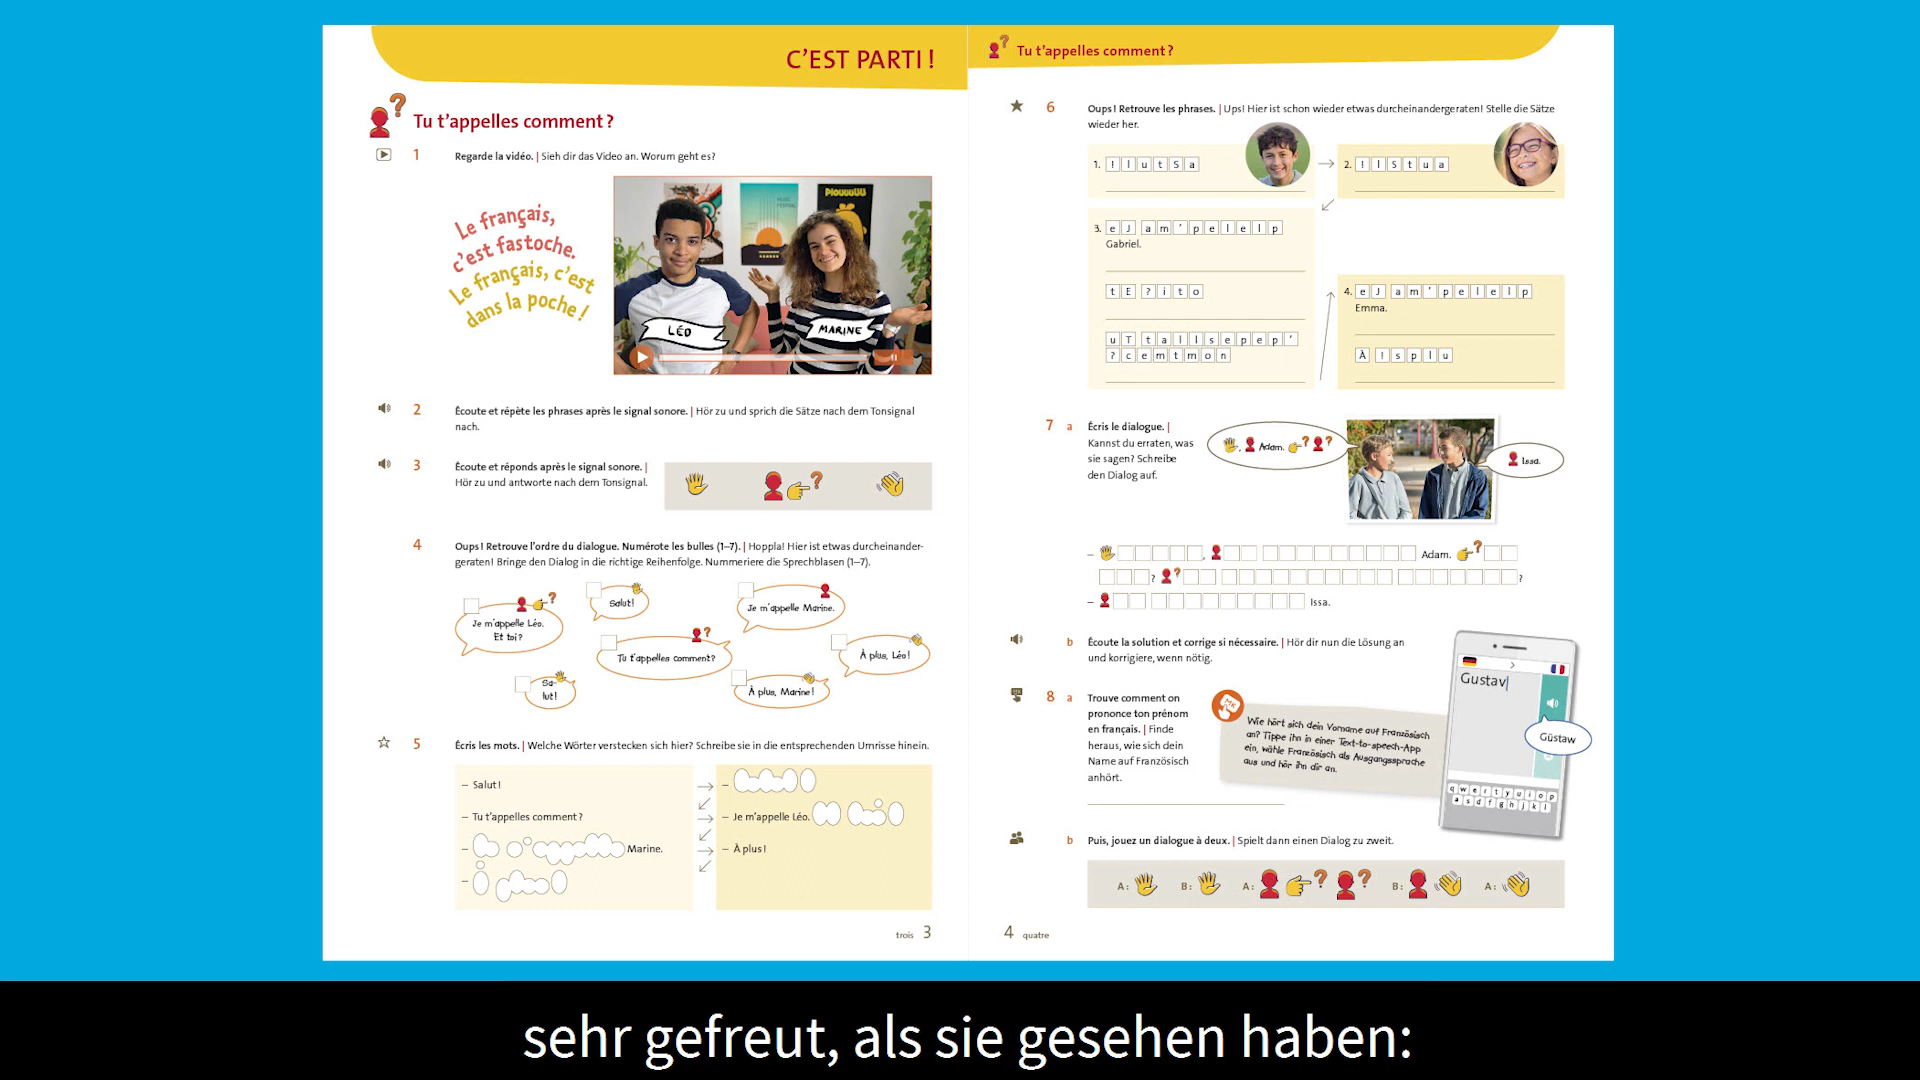 C'EST PARTI !
Tu t'appelles comment ?
1 Regarde la vidéo. | Sieh dir das Video an. Worum geht es?
Le français,
c'est fastoche.
Le français, c'est
dans la poche !
MUSIC FESTIVAL
PlouuuUU
LÉO
MARINE
2 Écoute et répète les phrases après le signal sonore. | Hör zu und sprich die Sätze nach dem Tonsignal
nach.
3 Écoute et réponds après le signal sonore. |
Hör zu und antworte nach dem Tonsignal.
4 Oups ! Retrouve l'ordre du dialogue. Numérote les bulles (1–7). | Hoppla! Hier ist etwas durcheinander-
geraten! Bringe den Dialog in die richtige Reihenfolge. Nummeriere die Sprechblasen (1–7).
Je m'appelle Léo.
Et toi ?
Salut!
Je m'appelle Marine.
Tu t'appelles comment?
À plus, Léo !
Sa-
lut!
À plus, Marine !
5 Écris les mots. | Welche Wörter verstecken sich hier? Schreibe sie in die entsprechenden Umrisse hinein.
– Salut !
–
– Tu t'appelles comment ?
– Je m'appelle Léo.
– Marine.
– À plus !
–
trois 3
Tu t'appelles comment ?
6 Oups ! Retrouve les phrases. | Ups! Hier ist schon wieder etwas durcheinandergeraten! Stelle die Sätze
wieder her.
1. ! l u t S a
2. ! l S t u a
3. e J a m ' p e l e l p
Gabriel.
t E ? i t o
u T t a l l s e p e p '
? c e m t m o n
4. e J a m ' p e l e l p
Emma.
À ! s p l u
7 a Écris le dialogue. |
Kannst du erraten, was
sie sagen? Schreibe
den Dialog auf.
, Adam. ? ?
Issa.
– , Adam. ?
? ? ?
– Issa.
b Écoute la solution et corrige si nécessaire. | Hör dir nun die Lösung an
und korrigiere, wenn nötig.
8 a Trouve comment on
prononce ton prénom
en français. | Finde
heraus, wie sich dein
Name auf Französisch
anhört.
MK
Wie hört sich dein Vorname auf Französisch
an? Tippe ihn in einer Text-to-speech-App
ein, wähle Französisch als Ausgangssprache
aus und hör ihn dir an.
Gustav
Güstaw
q w e r t y u i o p
a s d f g h j k l
b Puis, jouez un dialogue à deux. | Spielt dann einen Dialog zu zweit.
A : B : A : ? ? B : A :
4 quatre
sehr gefreut, als sie gesehen haben: